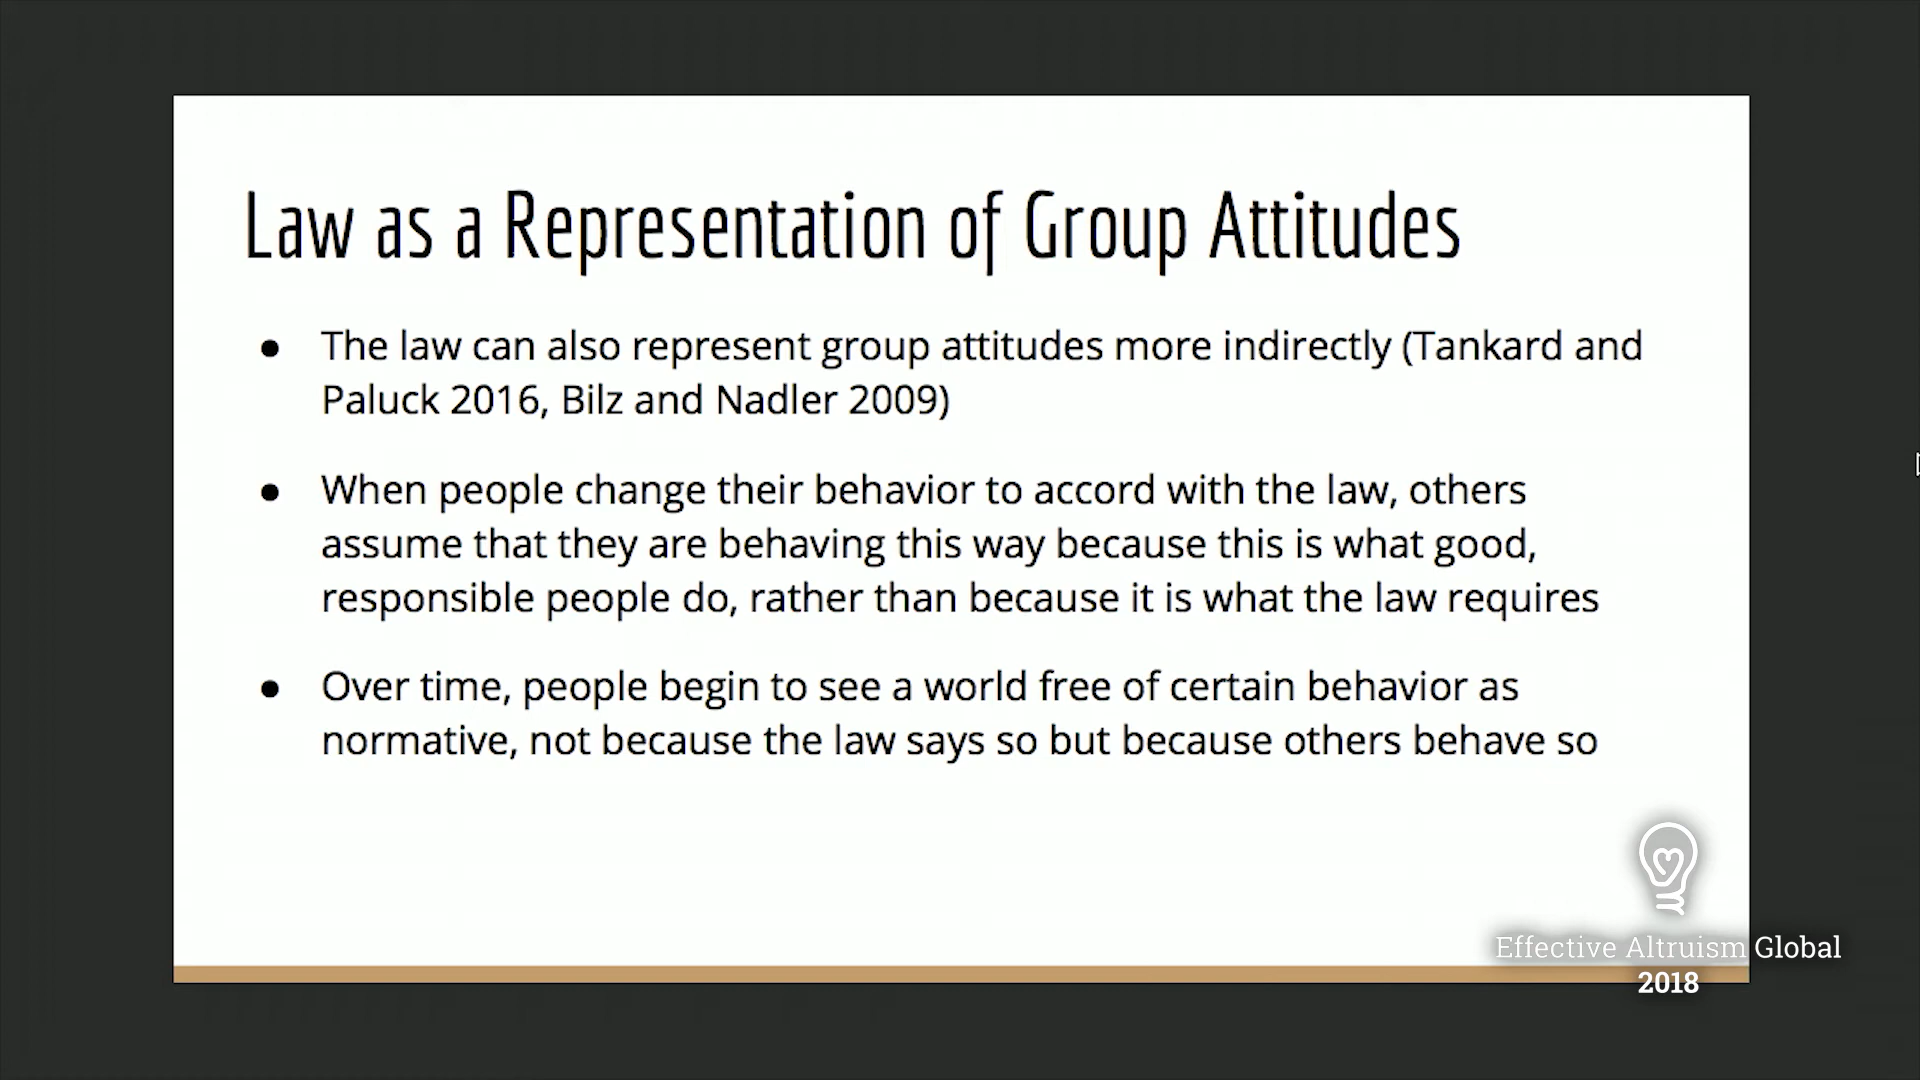 Law as a Representation of Group Attitudes
● The law can also represent group attitudes more indirectly (Tankard and
Paluck 2016, Bilz and Nadler 2009)
● When people change their behavior to accord with the law, others
assume that they are behaving this way because this is what good,
responsible people do, rather than because it is what the law requires
● Over time, people begin to see a world free of certain behavior as
normative, not because the law says so but because others behave so
Effective Altruism Global
2018